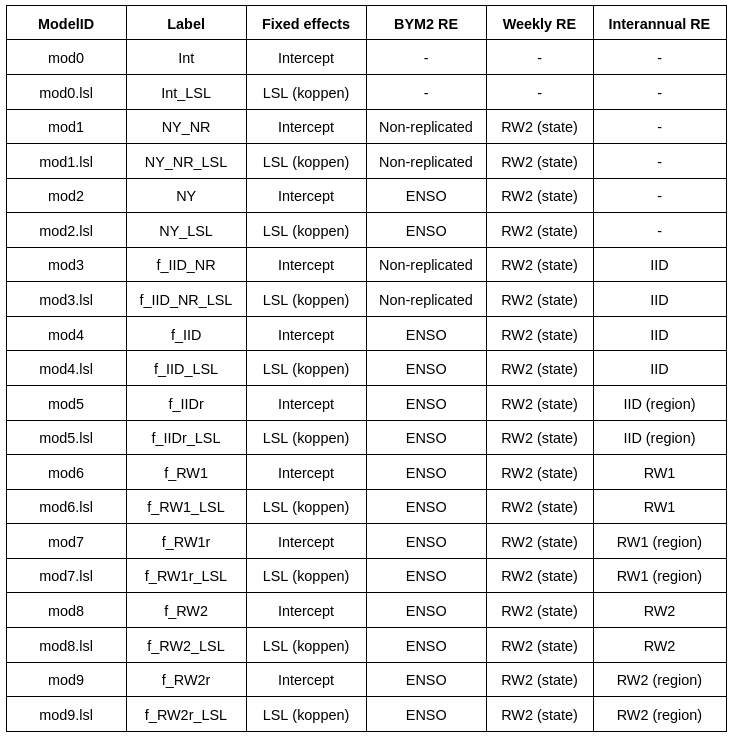 ModelID Label Fixed effects BYM2 RE Weekly RE Interannual RE
mod0 Int Intercept - - -
mod0.lsl Int_LSL LSL (koppen) - - -
mod1 NY_NR Intercept Non-replicated RW2 (state) -
mod1.lsl NY_NR_LSL LSL (koppen) Non-replicated RW2 (state) -
mod2 NY Intercept ENSO RW2 (state) -
mod2.lsl NY_LSL LSL (koppen) ENSO RW2 (state) -
mod3 f_IID_NR Intercept Non-replicated RW2 (state) IID
mod3.lsl f_IID_NR_LSL LSL (koppen) Non-replicated RW2 (state) IID
mod4 f_IID Intercept ENSO RW2 (state) IID
mod4.lsl f_IID_LSL LSL (koppen) ENSO RW2 (state) IID
mod5 f_IIDr Intercept ENSO RW2 (state) IID (region)
mod5.lsl f_IIDr_LSL LSL (koppen) ENSO RW2 (state) IID (region)
mod6 f_RW1 Intercept ENSO RW2 (state) RW1
mod6.lsl f_RW1_LSL LSL (koppen) ENSO RW2 (state) RW1
mod7 f_RW1r Intercept ENSO RW2 (state) RW1 (region)
mod7.lsl f_RW1r_LSL LSL (koppen) ENSO RW2 (state) RW1 (region)
mod8 f_RW2 Intercept ENSO RW2 (state) RW2
mod8.lsl f_RW2_LSL LSL (koppen) ENSO RW2 (state) RW2
mod9 f_RW2r Intercept ENSO RW2 (state) RW2 (region)
mod9.lsl f_RW2r_LSL LSL (koppen) ENSO RW2 (state) RW2 (region)